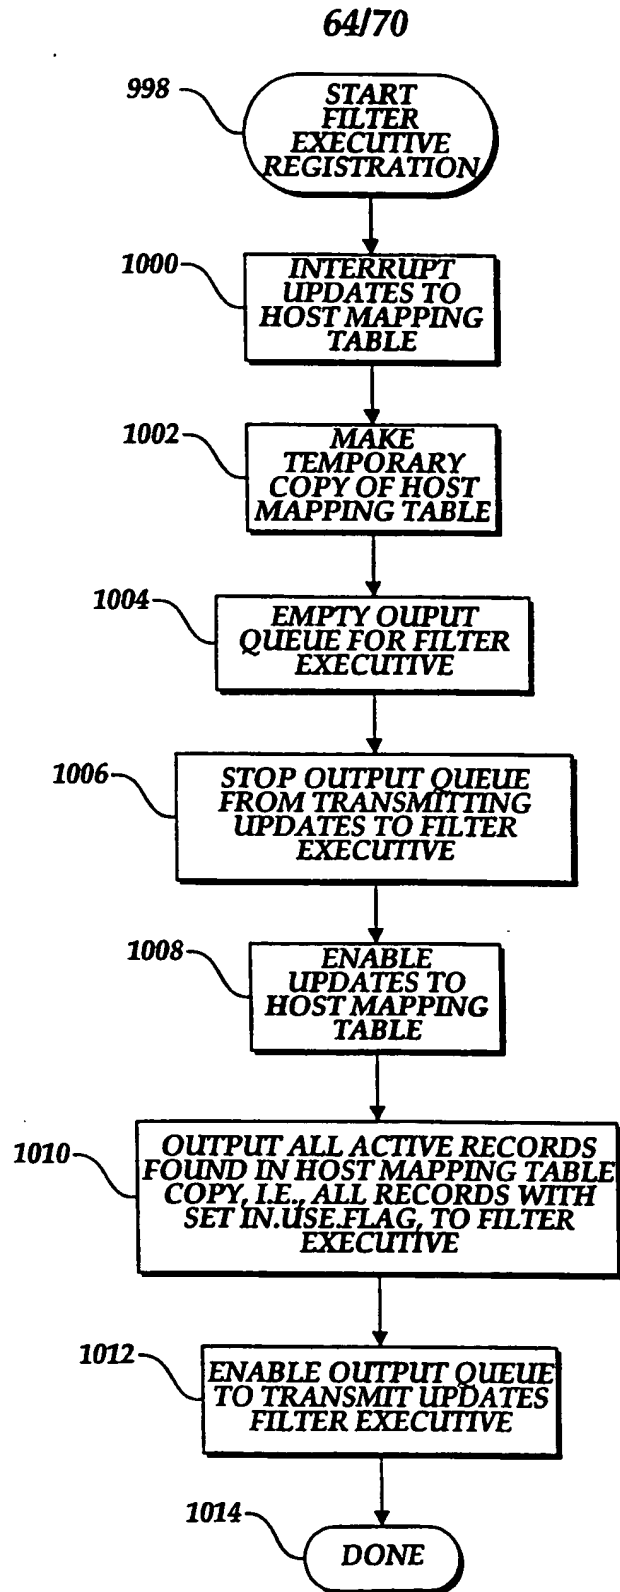 64/70
998
START
FILTER
EXECUTIVE
REGISTRATION
1000
INTERRUPT
UPDATES TO
HOST MAPPING
TABLE
1002
MAKE
TEMPORARY
COPY OF HOST
MAPPING TABLE
1004
EMPTY OUPUT
QUEUE FOR FILTER
EXECUTIVE
1006
STOP OUTPUT QUEUE
FROM TRANSMITTING
UPDATES TO FILTER
EXECUTIVE
1008
ENABLE
UPDATES TO
HOST MAPPING
TABLE
1010
OUTPUT ALL ACTIVE RECORDS
FOUND IN HOST MAPPING TABLE
COPY, I.E., ALL RECORDS WITH
SET IN.USE.FLAG, TO FILTER
EXECUTIVE
1012
ENABLE OUTPUT QUEUE
TO TRANSMIT UPDATES
FILTER EXECUTIVE
1014
DONE